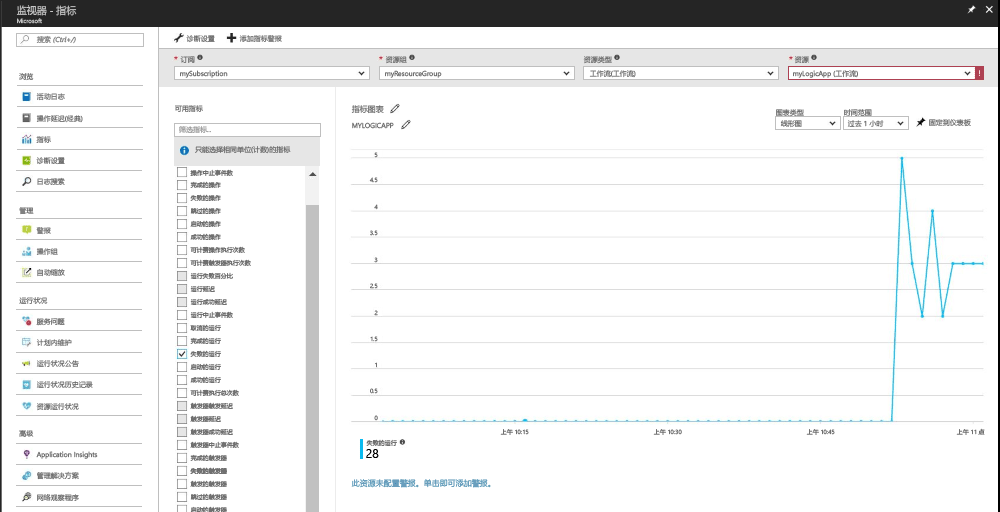 监视器 - 指标
Microsoft
搜索 (Ctrl+/)
浏览
活动日志
操作延迟(经典)
指标
诊断设置
日志搜索
管理
警报
操作组
自动缩放
运行状况
服务问题
计划内维护
运行状况公告
运行状况历史记录
资源运行状况
高级
Application Insights
管理解决方案
网络观察程序
诊断设置 添加指标警报
* 订阅
mySubscription
* 资源组
myResourceGroup
资源类型
工作流(工作流)
* 资源
myLogicApp (工作流)
可用指标
筛选指标...
只能选择相同单位(计数)的指标
操作中止事件数
完成的操作
失败的操作
跳过的操作
启动的操作
成功的操作
可计费操作执行次数
可计费触发器执行次数
运行失败百分比
运行延迟
运行成功延迟
运行中止事件数
取消的运行
完成的运行
失败的运行
启动的运行
成功的运行
可计费执行总次数
触发器触发延迟
触发器延迟
触发器成功延迟
触发器中止事件数
完成的触发器
失败的触发器
触发的触发器
跳过的触发器
启动的触发器
指标图表
MYLOGICAPP
图表类型
线形图
时间范围
过去 1 小时
固定到仪表板
5
4.5
4
3.5
3
2.5
2
1.5
1
0.5
0
上午 10:15 上午 10:30 上午 10:45 上午 11 点
失败的运行
28
此资源未配置警报。单击即可添加警报。